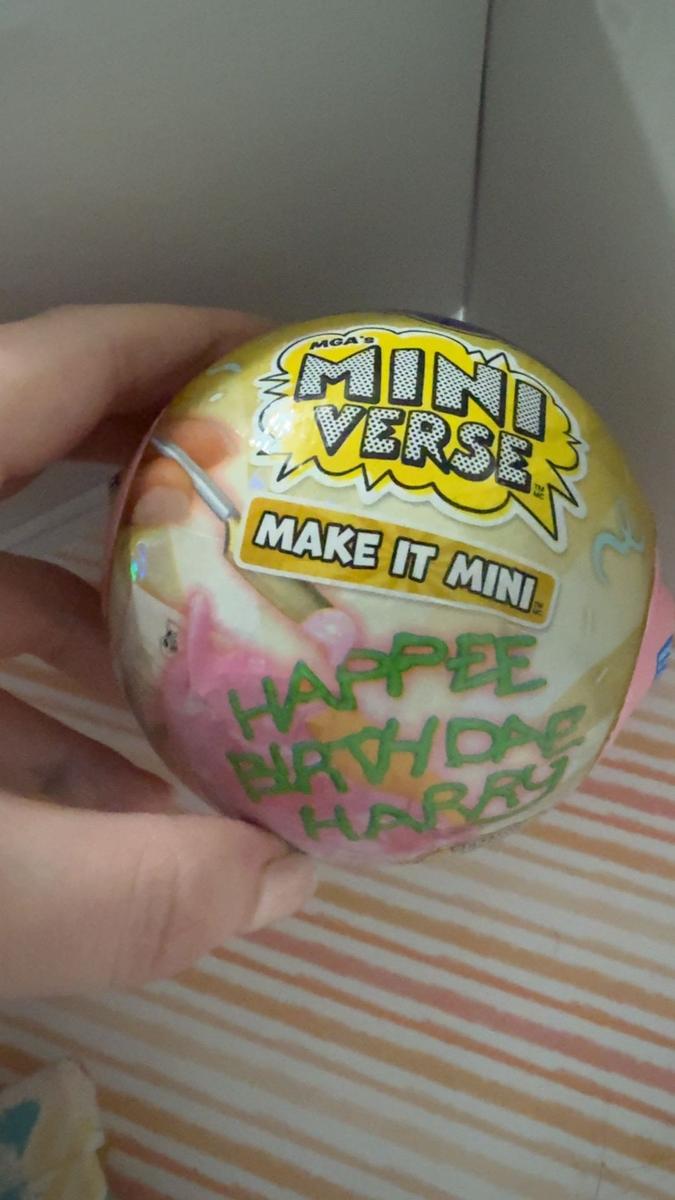 MGA's
MINI
VERSE
MAKE IT MINI
HAPPEE
BIRTHDAE
HARRY